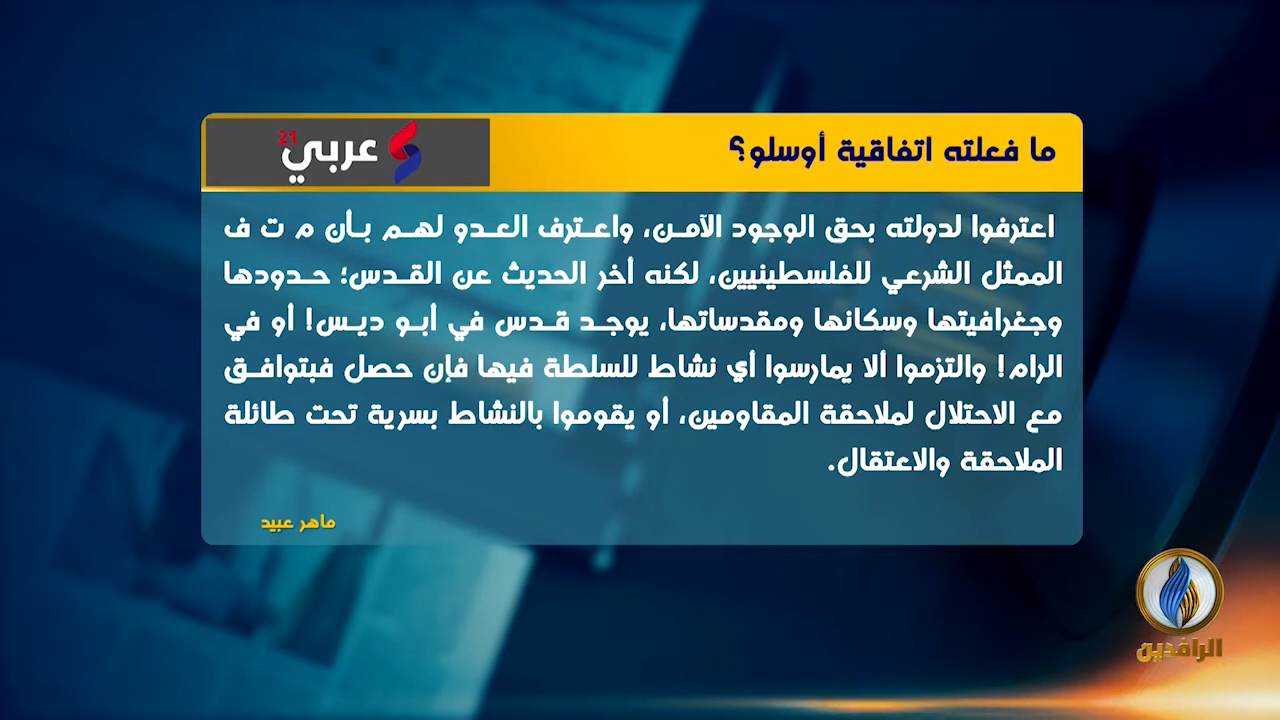 ما فعلته اتفاقية أوسلو؟
عربي 21
اعترفوا لدولته بحق الوجود الآمن، واعترف العدو لهم بأن م ت ف
الممثل الشرعي للفلسطينيين، لكنه أخر الحديث عن القدس؛ حدودها
وجغرافيتها وسكانها ومقدساتها، يوجد قدس في أبو ديس! أو في
الرام! والتزموا ألا يمارسوا أي نشاط للسلطة فيها فإن حصل فبتوافق
مع الاحتلال لملاحقة المقاومين، أو يقوموا بالنشاط بسرية تحت طائلة
الملاحقة والاعتقال.
ماهر عبيد
الرافدين